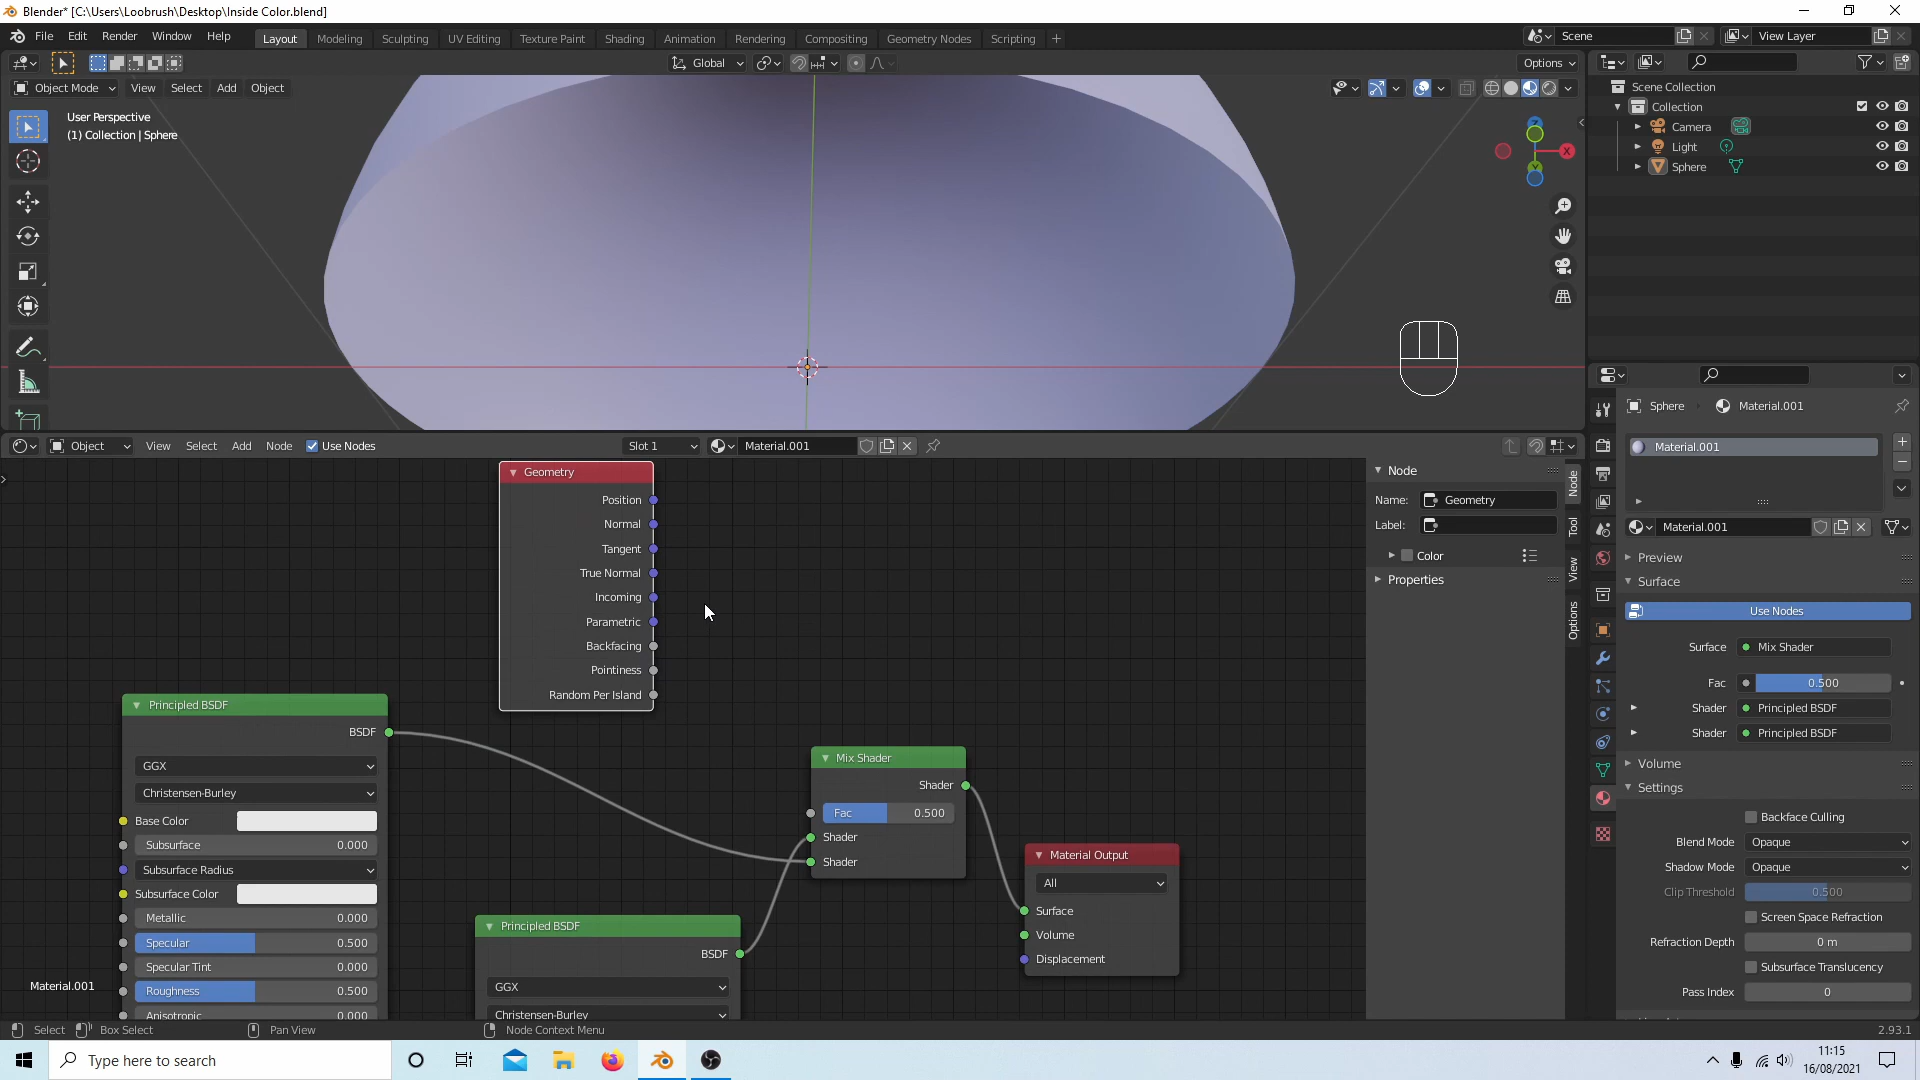 Blender* [C:\Users\Loobrush\Desktop\Inside Color.blend]
File Edit Render Window Help Layout Modeling Sculpting UV Editing Texture Paint Shading Animation Rendering Compositing Geometry Nodes Scripting Scene View Layer
Global Options
Object Mode View Select Add Object
User Perspective
(1) Collection | Sphere
X
Y
Z
Scene Collection
Collection
Camera
Light
Sphere
Sphere Material.001
Object View Select Add Node Use Nodes Slot 1 Material.001
Geometry
Position
Normal
Tangent
True Normal
Incoming
Parametric
Backfacing
Pointiness
Random Per Island
Principled BSDF
BSDF
GGX
Christensen-Burley
Base Color
Subsurface 0.000
Subsurface Radius
Subsurface Color
Metallic 0.000
Specular 0.500
Specular Tint 0.000
Roughness 0.500
Anisotropic 0.000
Principled BSDF
BSDF
GGX
Christensen-Burley
Mix Shader
Shader
Fac 0.500
Shader
Shader
Material Output
All
Surface
Volume
Displacement
Material.001
Node
Name: Geometry
Label:
Color
Properties
Node
Tool
View
Options
Material.001
Material.001
Preview
Surface
Use Nodes
Surface Mix Shader
Fac 0.500
Shader Principled BSDF
Shader Principled BSDF
Volume
Settings
Backface Culling
Blend Mode Opaque
Shadow Mode Opaque
Clip Threshold 0.500
Screen Space Refraction
Refraction Depth 0 m
Subsurface Translucency
Pass Index 0
Select Box Select Pan View Node Context Menu 2.93.1
Type here to search
11:15
16/08/2021